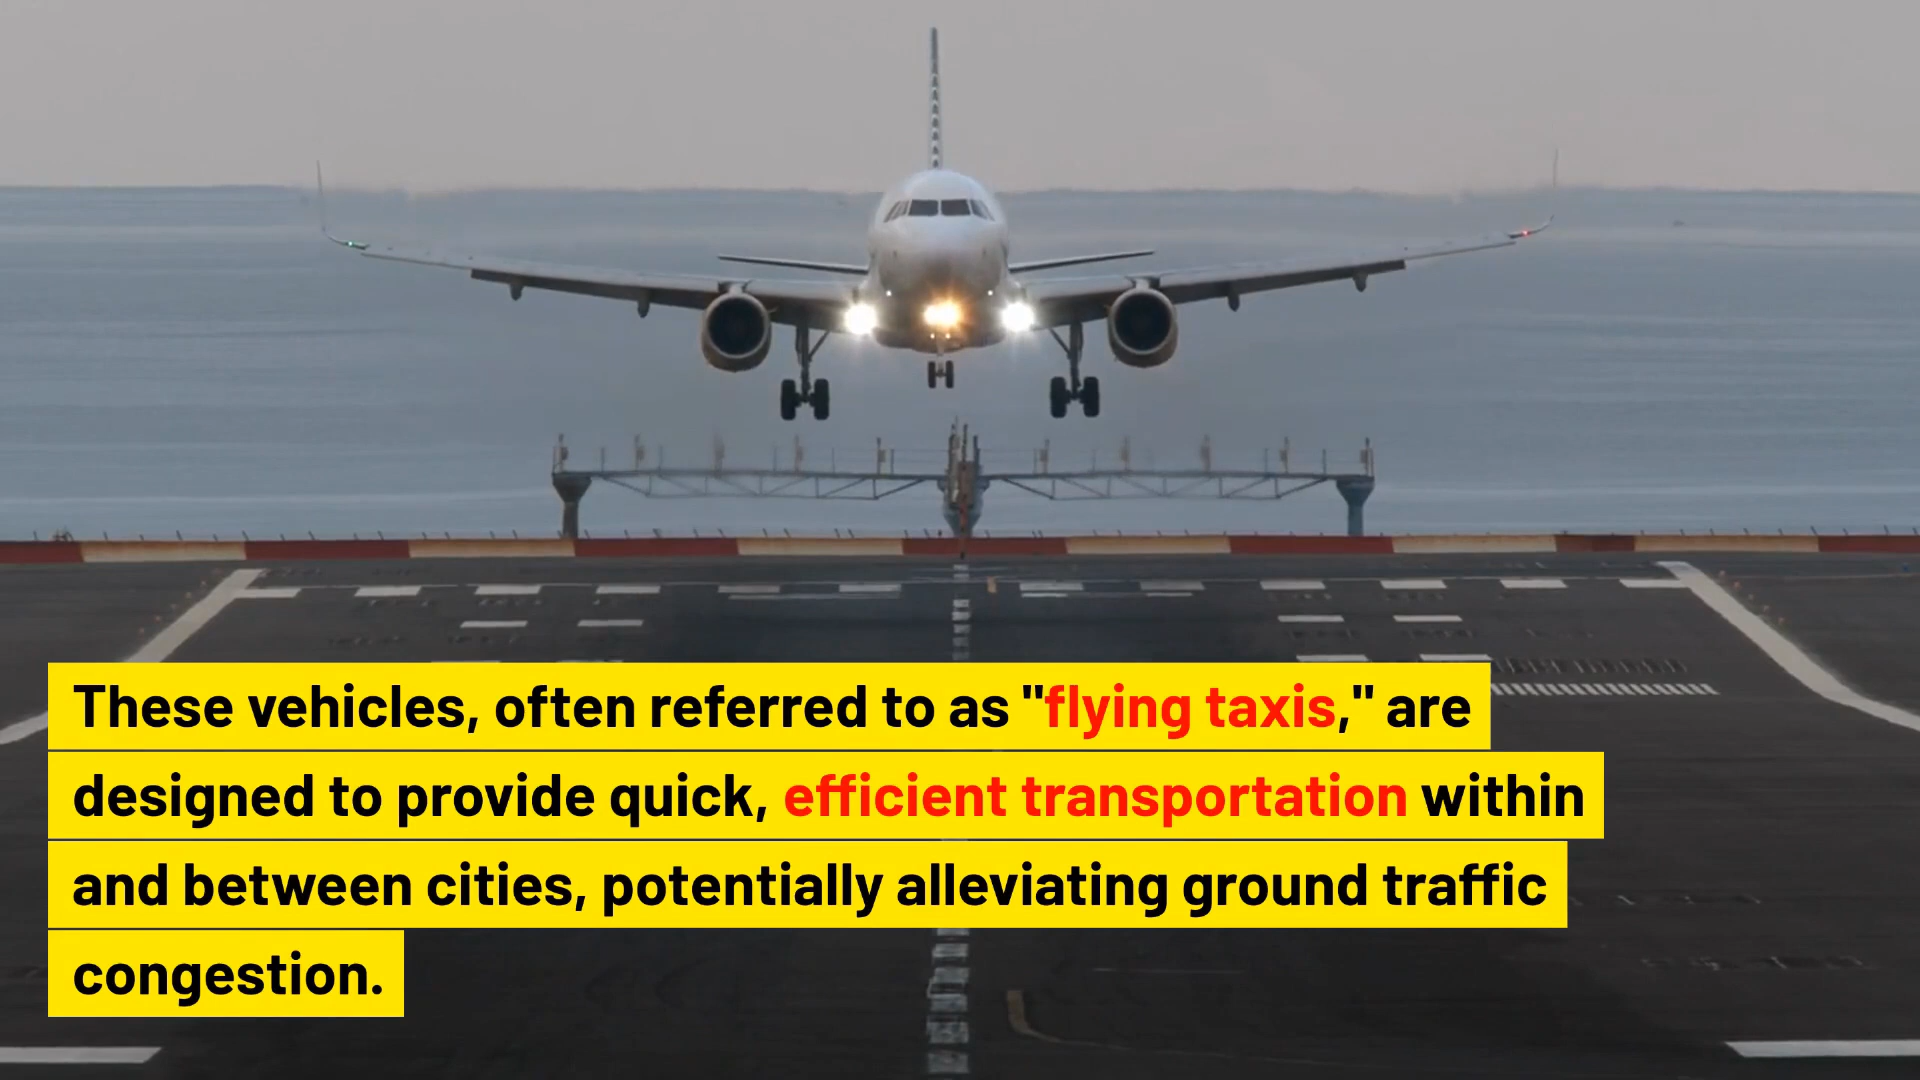 These vehicles, often referred to as "flying taxis," are
designed to provide quick, efficient transportation within
and between cities, potentially alleviating ground traffic
congestion.